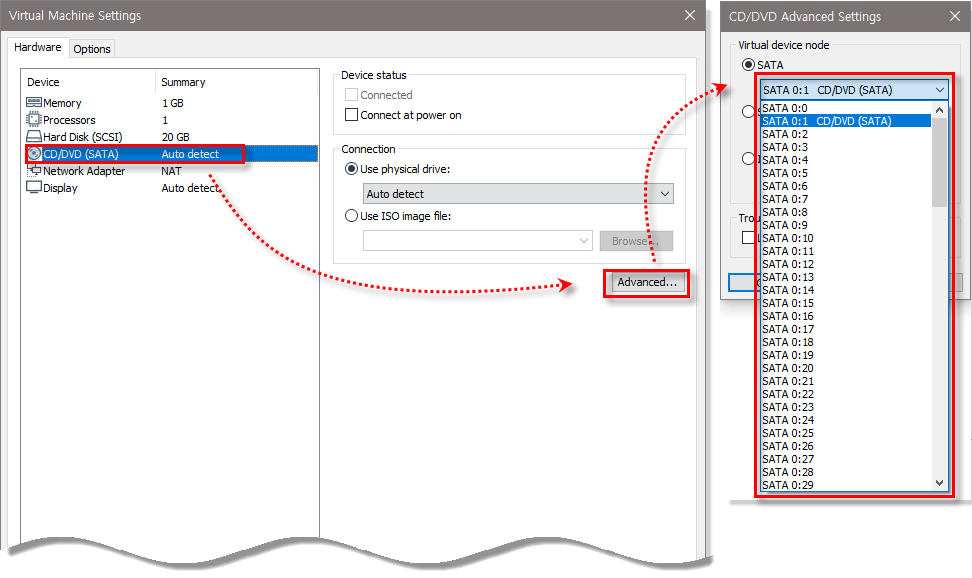 Virtual Machine Settings
Hardware
Options
Device Summary
Memory 1 GB
Processors 1
Hard Disk (SCSI) 20 GB
CD/DVD (SATA) Auto detect
Network Adapter NAT
Display Auto detect
Device status
Connected
Connect at power on
Connection
Use physical drive:
Auto detect
Use ISO image file:
Browse...
Advanced...
CD/DVD Advanced Settings
Virtual device node
SATA
SATA 0:1 CD/DVD (SATA)
SATA 0:0
SATA 0:1 CD/DVD (SATA)
SATA 0:2
SATA 0:3
SATA 0:4
SATA 0:5
SATA 0:6
SATA 0:7
SATA 0:8
SATA 0:9
SATA 0:10
SATA 0:11
SATA 0:12
SATA 0:13
SATA 0:14
SATA 0:15
SATA 0:16
SATA 0:17
SATA 0:18
SATA 0:19
SATA 0:20
SATA 0:21
SATA 0:22
SATA 0:23
SATA 0:24
SATA 0:25
SATA 0:26
SATA 0:27
SATA 0:28
SATA 0:29